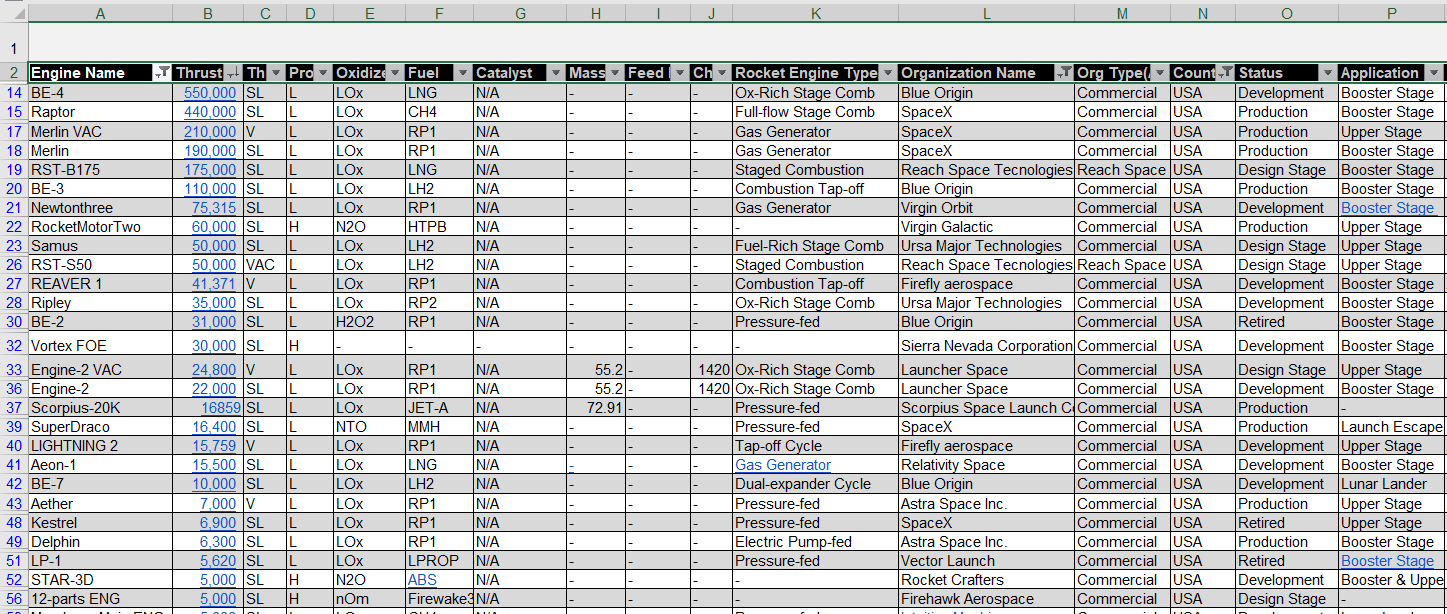 A B C D E F G H I J K L M N O P
1
2 Engine Name Thrust Th Pro Oxidize Fuel Catalyst Mass Feed Ch Rocket Engine Type Organization Name Org Type( Count Status Application
14 BE-4 550,000 SL L LOx LNG N/A - - - Ox-Rich Stage Comb Blue Origin Commercial USA Development Booster Stage
15 Raptor 440,000 SL L LOx CH4 N/A - - - Full-flow Stage Comb SpaceX Commercial USA Production Booster Stage
17 Merlin VAC 210,000 V L LOx RP1 N/A - - - Gas Generator SpaceX Commercial USA Production Upper Stage
18 Merlin 190,000 SL L LOx RP1 N/A - - - Gas Generator SpaceX Commercial USA Production Booster Stage
19 RST-B175 175,000 SL L LOx LNG N/A - - - Staged Combustion Reach Space Tecnologies Reach Space USA Design Stage Booster Stage
20 BE-3 110,000 SL L LOx LH2 N/A - - - Combustion Tap-off Blue Origin Commercial USA Production Booster Stage
21 Newtonthree 75,315 SL L LOx RP1 N/A - - - Gas Generator Virgin Orbit Commercial USA Development Booster Stage
22 RocketMotorTwo 60,000 SL H N2O HTPB N/A - - - - Virgin Galactic Commercial USA Production Upper Stage
23 Samus 50,000 SL L LOx LH2 N/A - - - Fuel-Rich Stage Comb Ursa Major Technologies Commercial USA Design Stage Upper Stage
26 RST-S50 50,000 VAC L LOx LH2 N/A - - - Staged Combustion Reach Space Tecnologies Reach Space USA Design Stage Upper Stage
27 REAVER 1 41,371 V L LOx RP1 N/A - - - Combustion Tap-off Firefly aerospace Commercial USA Development Booster Stage
28 Ripley 35,000 SL L LOx RP2 N/A - - - Ox-Rich Stage Comb Ursa Major Technologies Commercial USA Development Booster Stage
30 BE-2 31,000 SL L H2O2 RP1 N/A - - - Pressure-fed Blue Origin Commercial USA Retired Booster Stage
32 Vortex FOE 30,000 SL H - - - - - - - Sierra Nevada Corporation Commercial USA Development Booster Stage
33 Engine-2 VAC 24,800 V L LOx RP1 N/A 55.2 - 1420 Ox-Rich Stage Comb Launcher Space Commercial USA Design Stage Upper Stage
36 Engine-2 22,000 SL L LOx RP1 N/A 55.2 - 1420 Ox-Rich Stage Comb Launcher Space Commercial USA Development Booster Stage
37 Scorpius-20K 16859 SL L LOx JET-A N/A 72.91 - - Pressure-fed Scorpius Space Launch C Commercial USA Production -
39 SuperDraco 16,400 SL L NTO MMH N/A - - - Pressure-fed SpaceX Commercial USA Production Launch Escape
40 LIGHTNING 2 15,759 V L LOx RP1 N/A - - - Tap-off Cycle Firefly aerospace Commercial USA Development Upper Stage
41 Aeon-1 15,500 SL L LOx LNG N/A - - - Gas Generator Relativity Space Commercial USA Development Booster Stage
42 BE-7 10,000 SL L LOx LH2 N/A - - - Dual-expander Cycle Blue Origin Commercial USA Development Lunar Lander
43 Aether 7,000 V L LOx RP1 N/A - - - Pressure-fed Astra Space Inc. Commercial USA Production Upper Stage
48 Kestrel 6,900 SL L LOx RP1 N/A - - - Pressure-fed SpaceX Commercial USA Retired Upper Stage
49 Delphin 6,300 SL L LOx RP1 N/A - - - Electric Pump-fed Astra Space Inc. Commercial USA Production Booster Stage
51 LP-1 5,620 SL L LOx LPROP N/A - - - Pressure-fed Vector Launch Commercial USA Retired Booster Stage
52 STAR-3D 5,000 SL H N2O ABS N/A - - - - Rocket Crafters Commercial USA Development Booster & Uppe
56 12-parts ENG 5,000 SL H nOm Firewake3 N/A - - - - Firehawk Aerospace Commercial USA Design Stage -